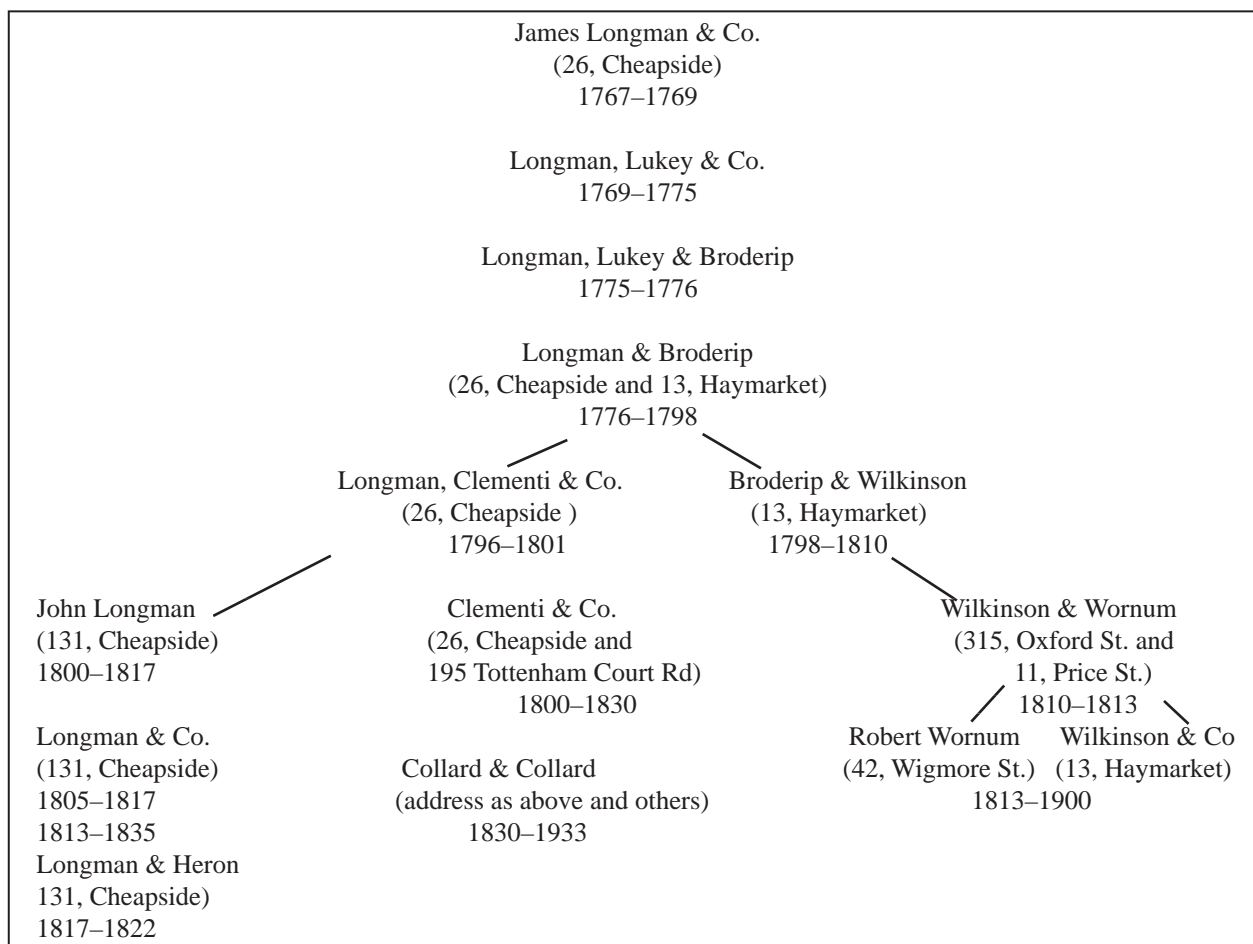 James Longman & Co.
(26, Cheapside)
1767–1769
Longman, Lukey & Co.
1769–1775
Longman, Lukey & Broderip
1775–1776
Longman & Broderip
(26, Cheapside and 13, Haymarket)
1776–1798
Longman, Clementi & Co.
(26, Cheapside )
1796–1801
Broderip & Wilkinson
(13, Haymarket)
1798–1810
John Longman
(131, Cheapside)
1800–1817
Clementi & Co.
(26, Cheapside and
195 Tottenham Court Rd)
1800–1830
Wilkinson & Wornum
(315, Oxford St. and
11, Price St.)
1810–1813
Longman & Co.
(131, Cheapside)
1805–1817
1813–1835
Collard & Collard
(address as above and others)
1830–1933
Robert Wornum
(42, Wigmore St.)
Wilkinson & Co
(13, Haymarket)
1813–1900
Longman & Heron
131, Cheapside)
1817–1822